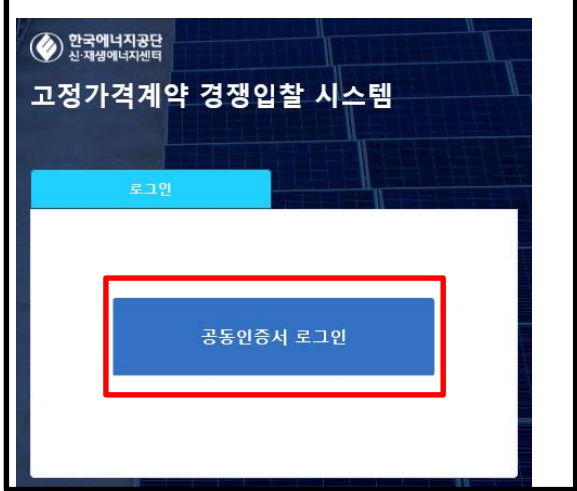 한국에너지공단
신·재생에너지센터
고정가격계약 경쟁입찰 시스템
로그인
공동인증서 로그인